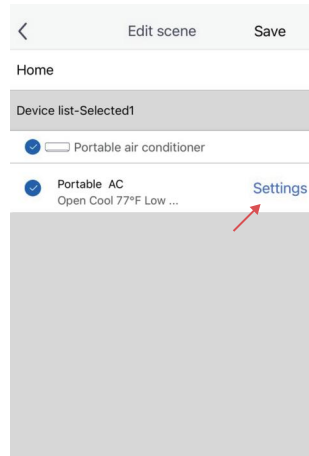 Edit scene Save
Home
Device list-Selected1
Portable air conditioner
Portable AC Settings
Open Cool 77°F Low ...